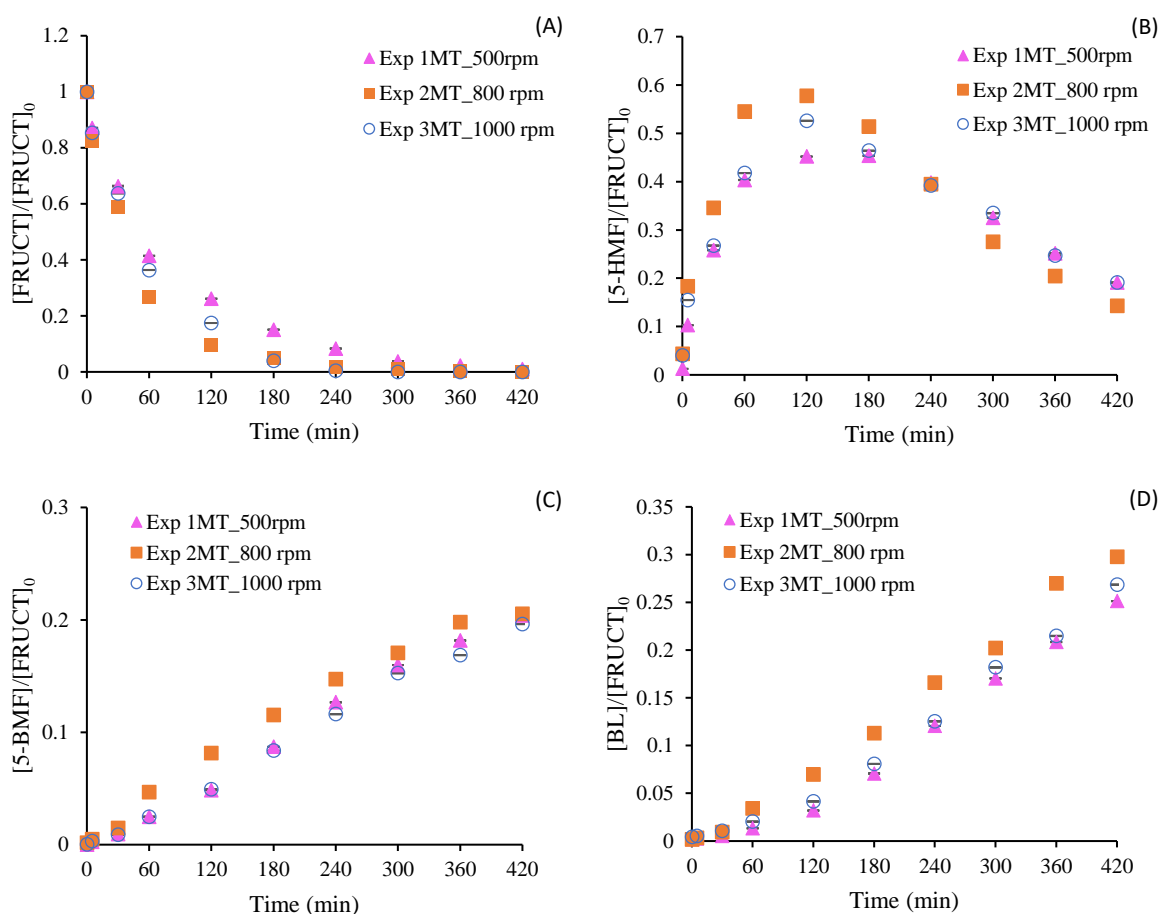 (A)
[FRUCT]/[FRUCT]0
1.2
1
0.8
0.6
0.4
0.2
0
Exp 1MT_500rpm
Exp 2MT_800 rpm
Exp 3MT_1000 rpm
0 60 120 180 240 300 360 420
Time (min)
(B)
[5-HMF]/[FRUCT]0
0.7
0.6
0.5
0.4
0.3
0.2
0.1
0
Exp 1MT_500rpm
Exp 2MT_800 rpm
Exp 3MT_1000 rpm
0 60 120 180 240 300 360 420
Time (min)
(C)
[5-BMF]/[FRUCT]0
0.3
0.2
0.1
0
Exp 1MT_500rpm
Exp 2MT_800 rpm
Exp 3MT_1000 rpm
0 60 120 180 240 300 360 420
Time (min)
(D)
[BL]/[FRUCT]0
0.35
0.3
0.25
0.2
0.15
0.1
0.05
0
Exp 1MT_500rpm
Exp 2MT_800 rpm
Exp 3MT_1000 rpm
0 60 120 180 240 300 360 420
Time (min)